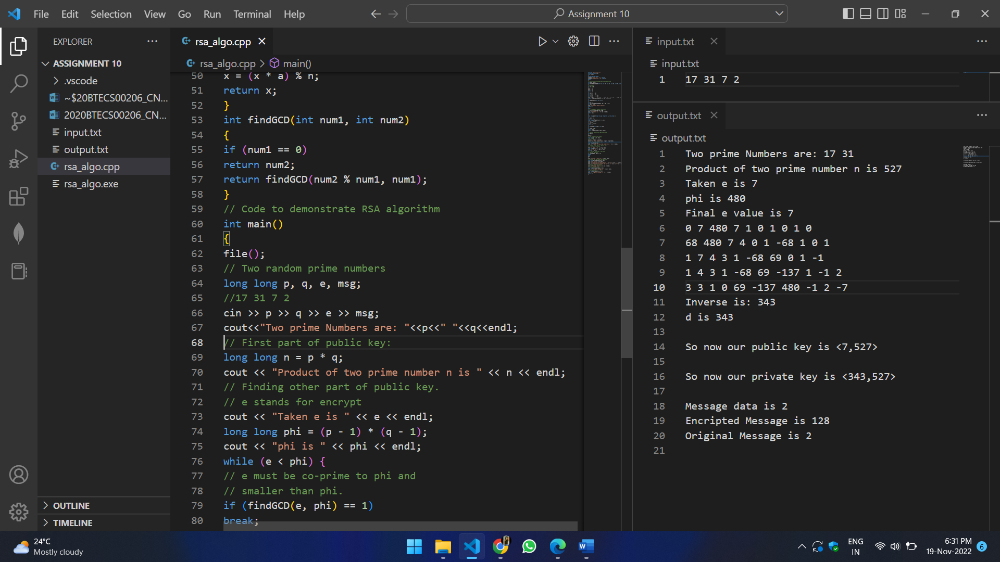 File Edit Selection View Go Run Terminal Help
Assignment 10
EXPLORER
ASSIGNMENT 10
.vscode
~$20BTECS00206_CN...
2020BTECS00206_CN...
input.txt
output.txt
rsa_algo.cpp
rsa_algo.exe
OUTLINE
TIMELINE
rsa_algo.cpp
rsa_algo.cpp > main()
50 x = (x * a) % n;
51 return x;
52 }
53 int findGCD(int num1, int num2)
54 {
55 if (num1 == 0)
56 return num2;
57 return findGCD(num2 % num1, num1);
58 }
59 // Code to demonstrate RSA algorithm
60 int main()
61 {
62 file();
63 // Two random prime numbers
64 long long p, q, e, msg;
65 //17 31 7 2
66 cin >> p >> q >> e >> msg;
67 cout<<"Two prime Numbers are: "<<p<<" "<<q<<endl;
68 // First part of public key:
69 long long n = p * q;
70 cout << "Product of two prime number n is " << n << endl;
71 // Finding other part of public key.
72 // e stands for encrypt
73 cout << "Taken e is " << e << endl;
74 long long phi = (p - 1) * (q - 1);
75 cout << "phi is " << phi << endl;
76 while (e < phi) {
77 // e must be co-prime to phi and
78 // smaller than phi.
79 if (findGCD(e, phi) == 1)
80 break;
input.txt
input.txt
1 17 31 7 2
output.txt
output.txt
1 Two prime Numbers are: 17 31
2 Product of two prime number n is 527
3 Taken e is 7
4 phi is 480
5 Final e value is 7
6 0 7 480 7 1 0 1 0 1 0
7 68 480 7 4 0 1 -68 1 0 1
8 1 7 4 3 1 -68 69 0 1 -1
9 1 4 3 1 -68 69 -137 1 -1 2
10 3 3 1 0 69 -137 480 -1 2 -7
11 Inverse is: 343
12 d is 343
13
14 So now our public key is <7,527>
15
16 So now our private key is <343,527>
17
18 Message data is 2
19 Encripted Message is 128
20 Original Message is 2
21
24°C
Mostly cloudy
ENG
IN
6:31 PM
19-Nov-2022
6